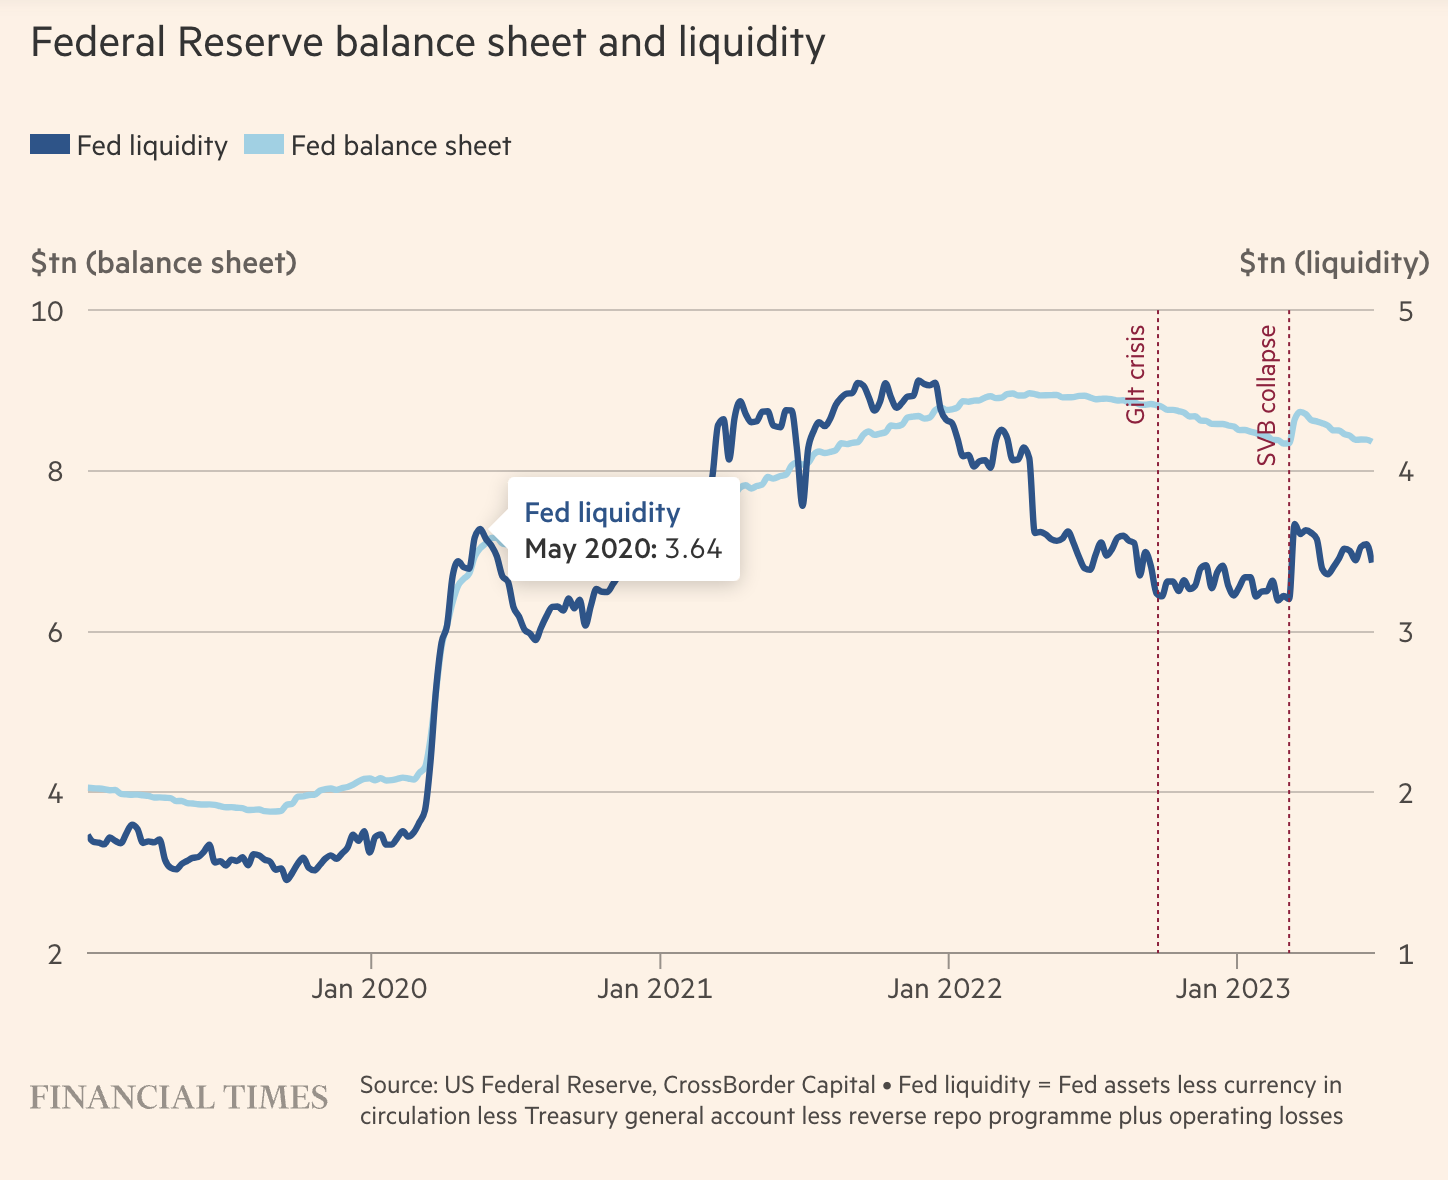 Federal Reserve balance sheet and liquidity
Fed liquidity Fed balance sheet
$tn (balance sheet) $tn (liquidity)
10 5
Gilt crisis
SVB collapse
8 4
Fed liquidity
May 2020: 3.64
6 3
4 2
2 1
Jan 2020 Jan 2021 Jan 2022 Jan 2023
FINANCIAL TIMES
Source: US Federal Reserve, CrossBorder Capital • Fed liquidity = Fed assets less currency in
circulation less Treasury general account less reverse repo programme plus operating losses